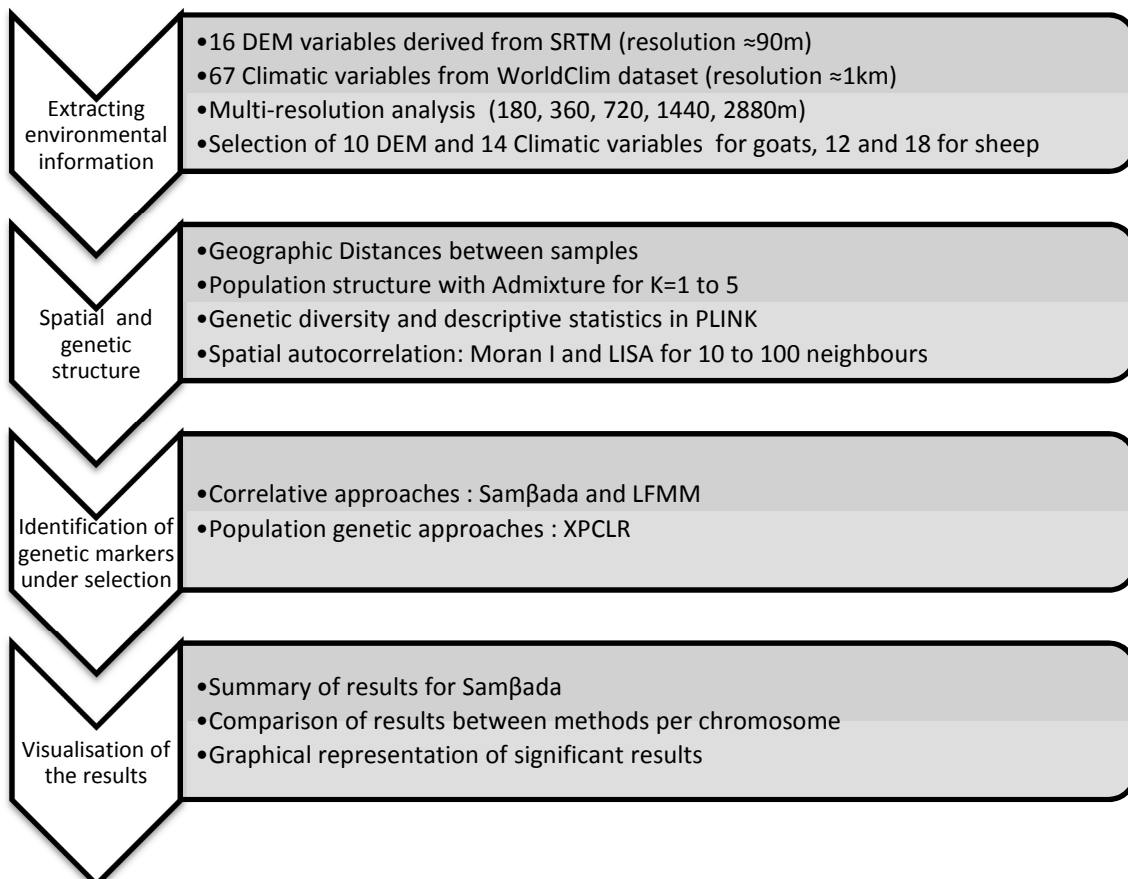 Extracting
environmental
information
•16 DEM variables derived from SRTM (resolution ≈90m)
•67 Climatic variables from WorldClim dataset (resolution ≈1km)
•Multi-resolution analysis (180, 360, 720, 1440, 2880m)
•Selection of 10 DEM and 14 Climatic variables for goats, 12 and 18 for sheep
Spatial and
genetic
structure
•Geographic Distances between samples
•Population structure with Admixture for K=1 to 5
•Genetic diversity and descriptive statistics in PLINK
•Spatial autocorrelation: Moran I and LISA for 10 to 100 neighbours
Identification of
genetic markers
under selection
•Correlative approaches : Samβada and LFMM
•Population genetic approaches : XPCLR
Visualisation of
the results
•Summary of results for Samβada
•Comparison of results between methods per chromosome
•Graphical representation of significant results